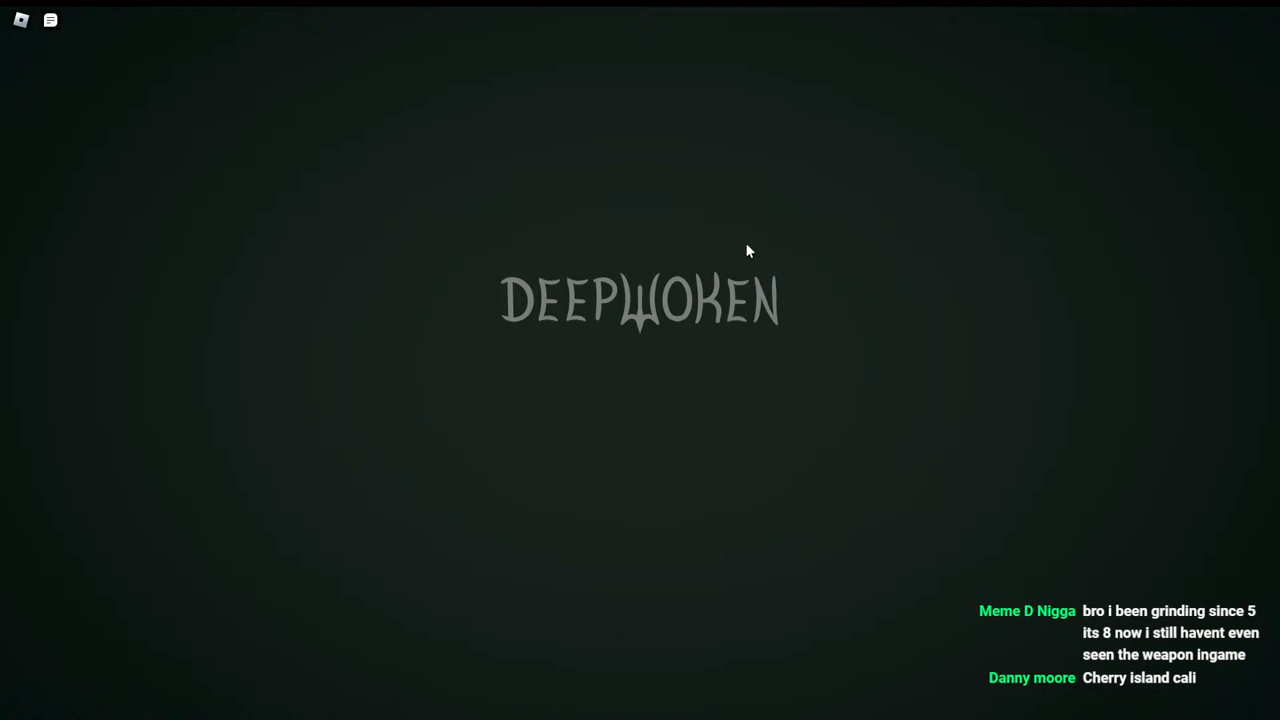 DEEPWOKEN
Meme D Nigga bro i been grinding since 5
its 8 now i still havent even
seen the weapon ingame
Danny moore Cherry island cali